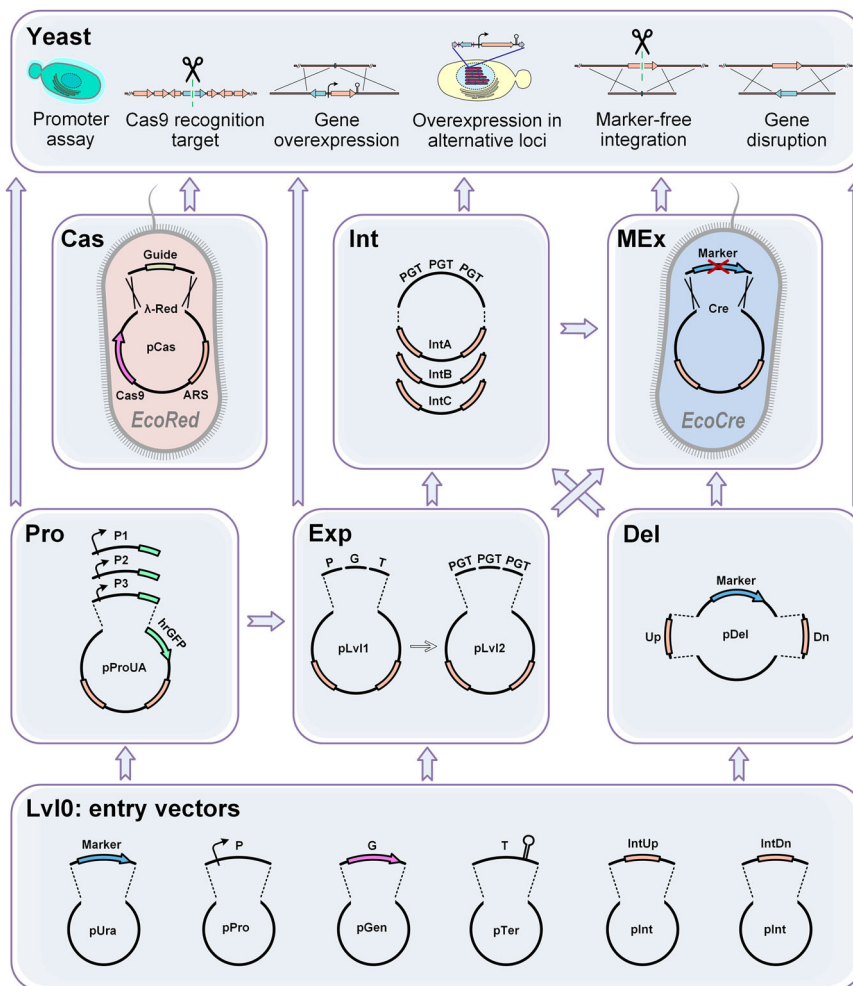 Yeast
Promoter
assay
Cas9 recognition
target
Gene
overexpression
Overexpression in
alternative loci
Marker-free
integration
Gene
disruption
Cas
Guide
λ-Red
pCas
Cas9
ARS
EcoRed
Int
PGT PGT PGT
IntA
IntB
IntC
MEx
Marker
Cre
EcoCre
Pro
P1
P2
P3
hrGFP
pProUA
Exp
P G T
pLvl1
PGT PGT PGT
pLvl2
Del
Marker
Up
pDel
Dn
Lvl0: entry vectors
Marker
pUra
P
pPro
G
pGen
T
pTer
IntUp
pInt
IntDn
pInt